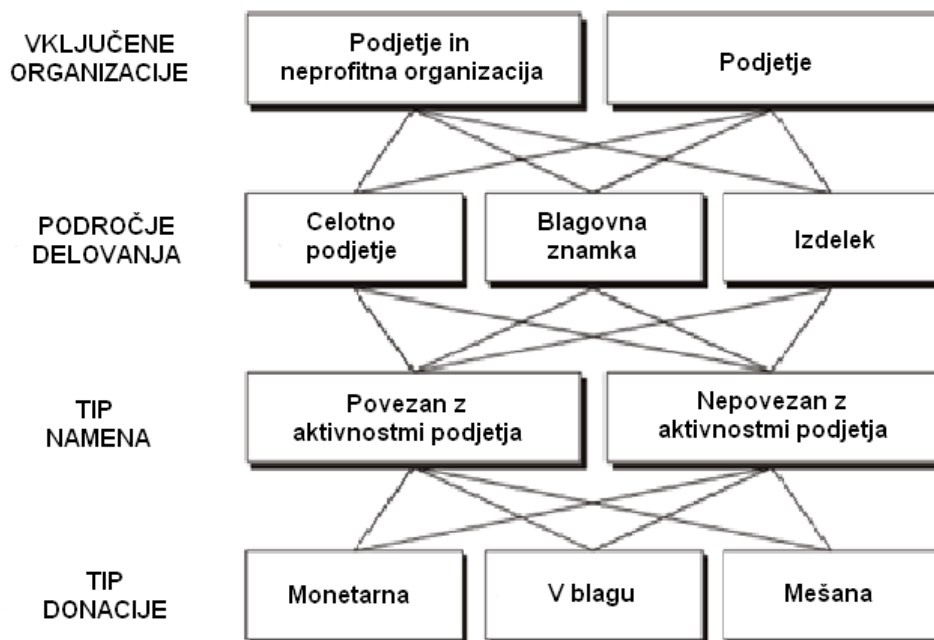 VKLJUČENE
ORGANIZACIJE
Podjetje in
neprofitna organizacija
Podjetje
PODROČJE
DELOVANJA
Celotno
podjetje
Blagovna
znamka
Izdelek
TIP
NAMENA
Povezan z
aktivnostmi podjetja
Nepovezan z
aktivnostmi podjetja
TIP
DONACIJE
Monetarna
V blagu
Mešana